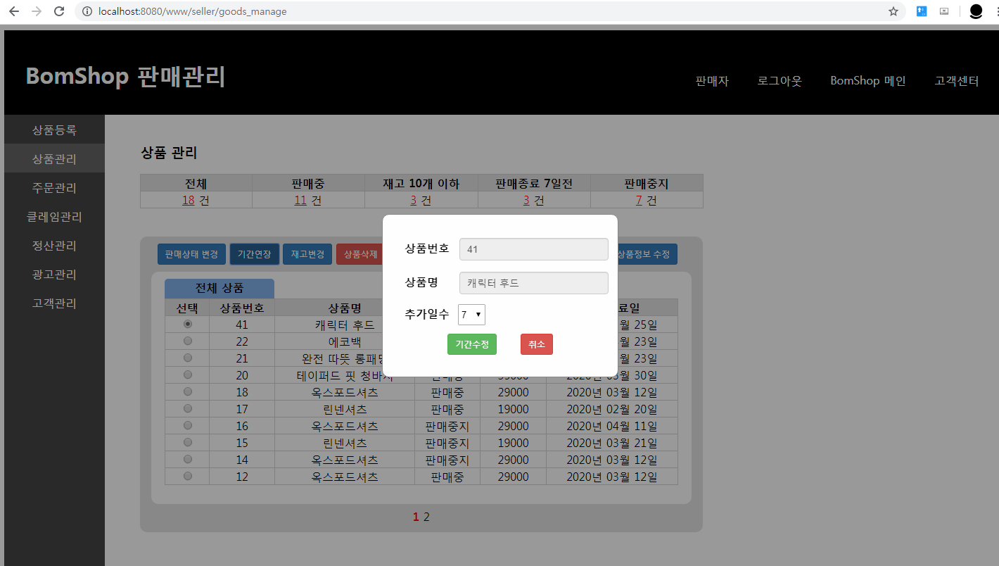 localhost:8080/www/seller/goods_manage
BomShop 판매관리
판매자 로그아웃 BomShop 메인 고객센터
상품등록
상품관리
주문관리
클레임관리
정산관리
광고관리
고객관리
상품 관리
전체 판매중 재고 10개 이하 판매종료 7일전 판매중지
18 건 11 건 3 건 3 건 7 건
판매상태 변경 기간연장 재고변경 상품삭제 상품정보 수정
상품번호 41
상품명 캐릭터 후드
추가일수 7
기간수정 취소
전체 상품
선택 상품번호 상품명 료일
41 캐릭터 후드 월 25일
22 에코백 23일
21 완전 따뜻 롱패딩 월 23일
20 테이퍼드 핏 청바지 판매중 2020년 03월 30일
18 옥스포드셔츠 판매중 29000 2020년 03월 12일
17 린넨셔츠 판매중 19000 2020년 02월 20일
16 옥스포드셔츠 판매중지 29000 2020년 04월 11일
15 린넨셔츠 판매중지 19000 2020년 03월 21일
14 옥스포드셔츠 판매중지 29000 2020년 03월 12일
12 옥스포드셔츠 판매중 29000 2020년 03월 12일
1 2